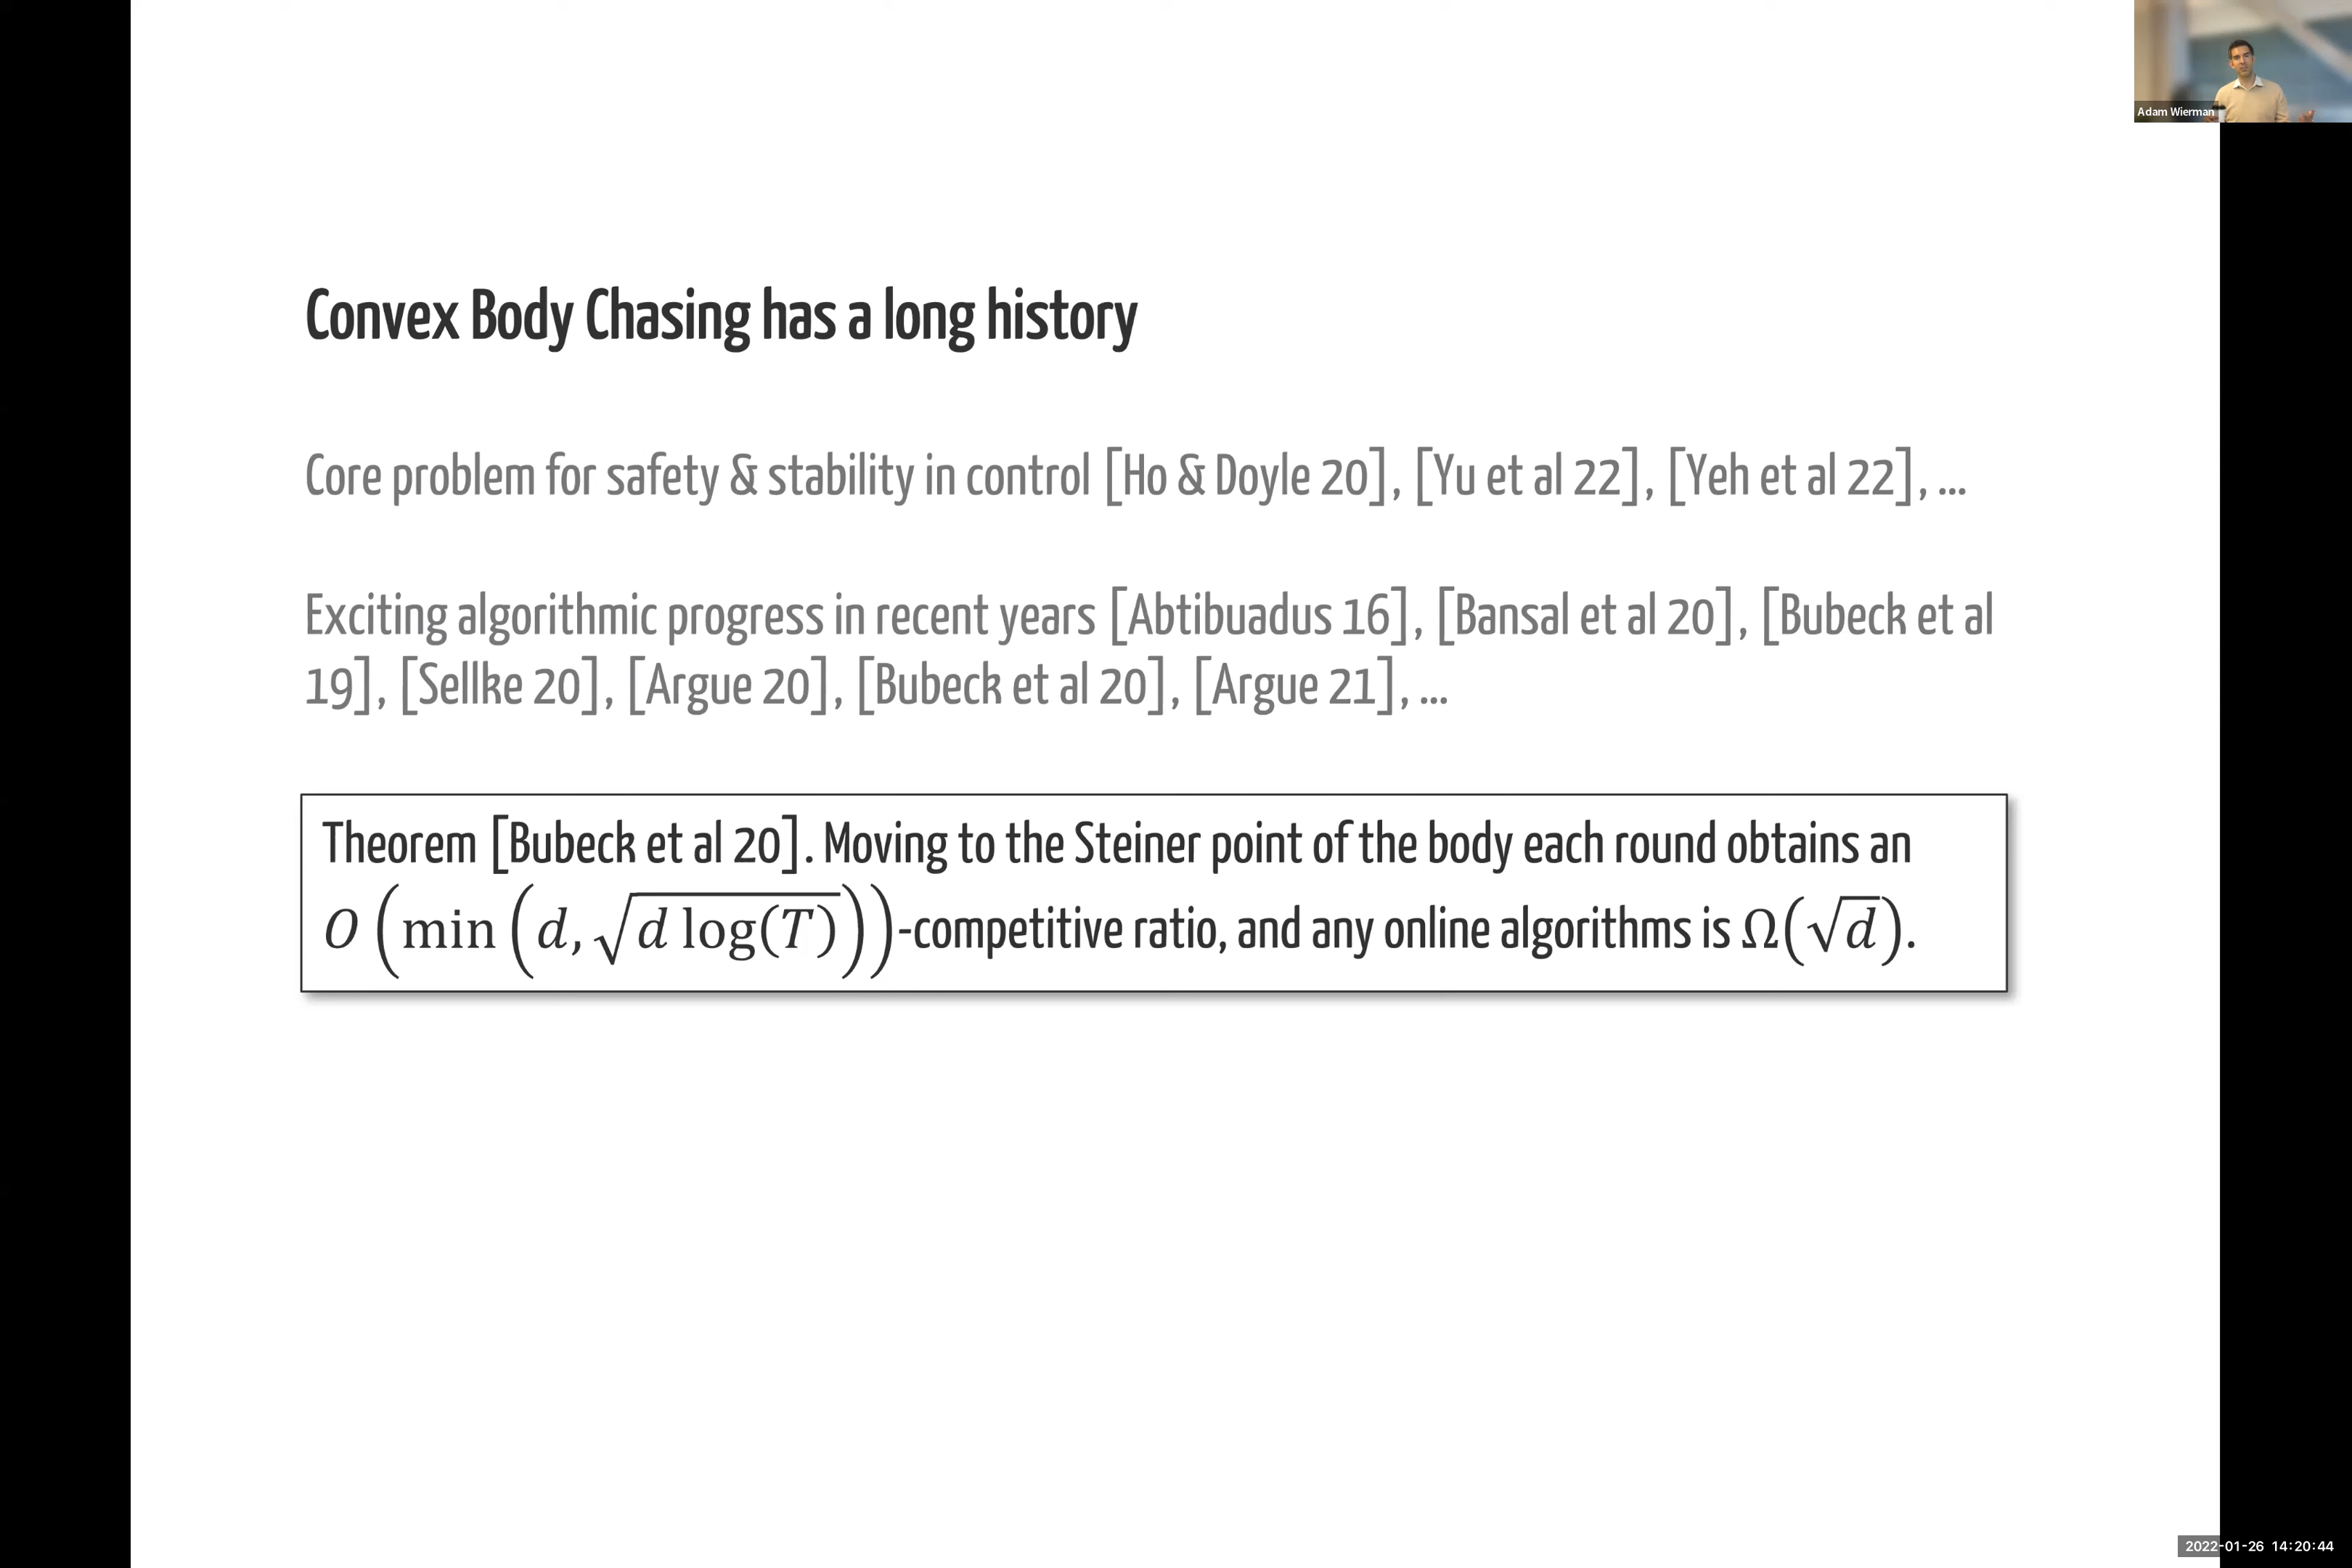 Adam Wierman
Convex Body Chasing has a long history
Core problem for safety & stability in control [Ho & Doyle 20], [Yu et al 22], [Yeh et al 22], ...
Exciting algorithmic progress in recent years [Abtibuadus 16], [Bansal et al 20], [Bubeck et al
19], [Sellke 20], [Argue 20], [Bubeck et al 20], [Argue 21], ...
Theorem [Bubeck et al 20]. Moving to the Steiner point of the body each round obtains an
O(min(d, √(d log(T))))-competitive ratio, and any online algorithms is Ω(√d).
2022-01-26 14:20:44